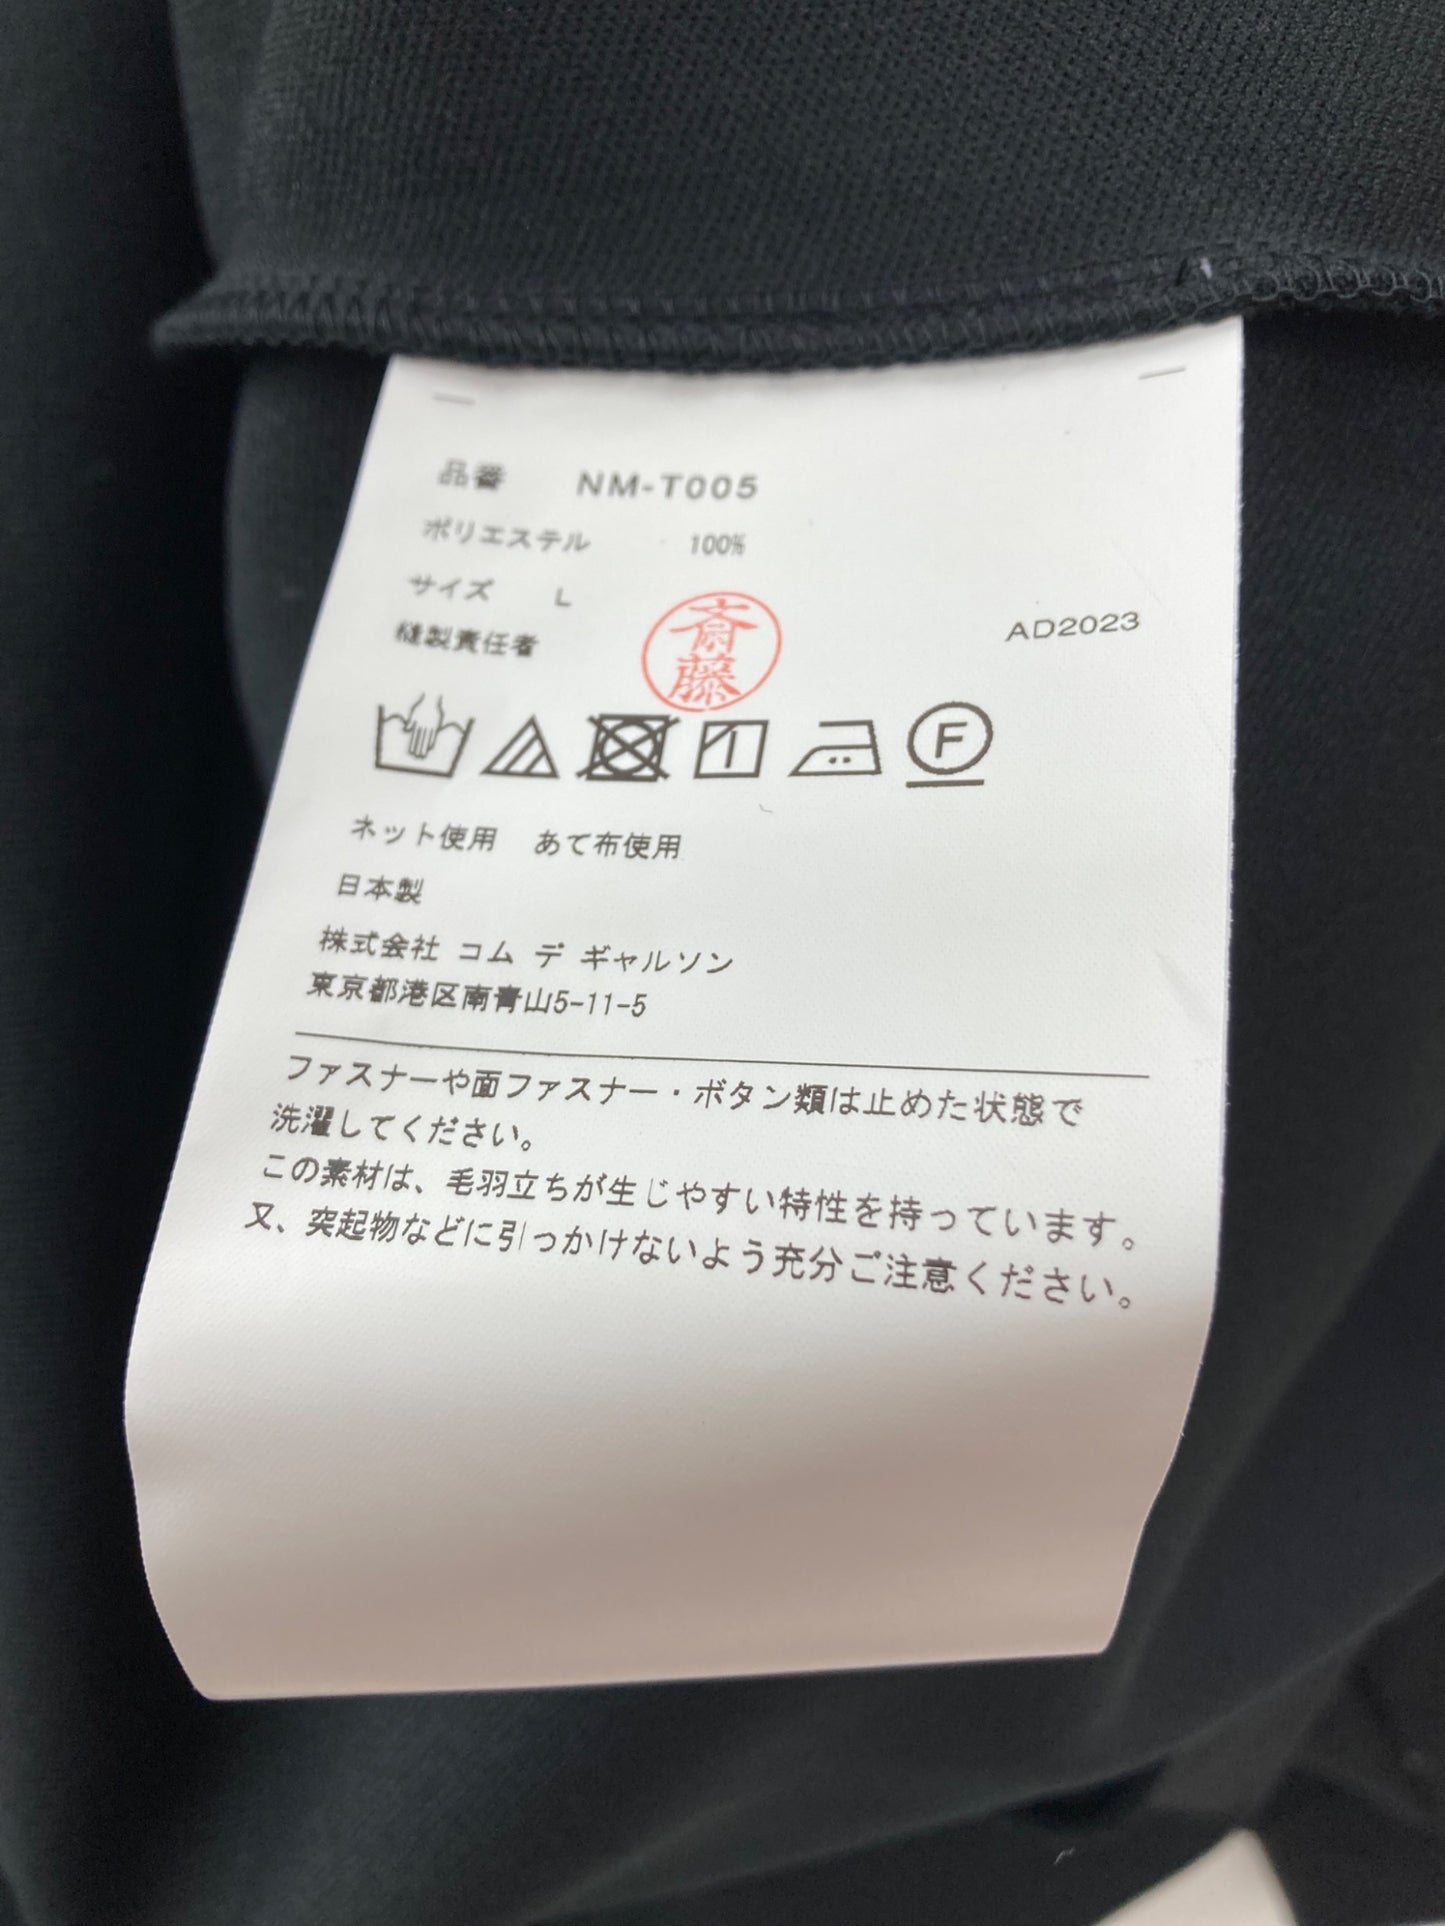 品番 NM-T005
ポリエステル 100%
サイズ L
縫製責任者 斎藤 AD2023
F
ネット使用 あて布使用
日本製
株式会社 コム デ ギャルソン
東京都港区南青山5-11-5
ファスナーや面ファスナー・ボタン類は止めた状態で
洗濯してください。
この素材は、毛羽立ちが生じやすい特性を持っています。
又、突起物などに引っかけないよう充分ご注意ください。